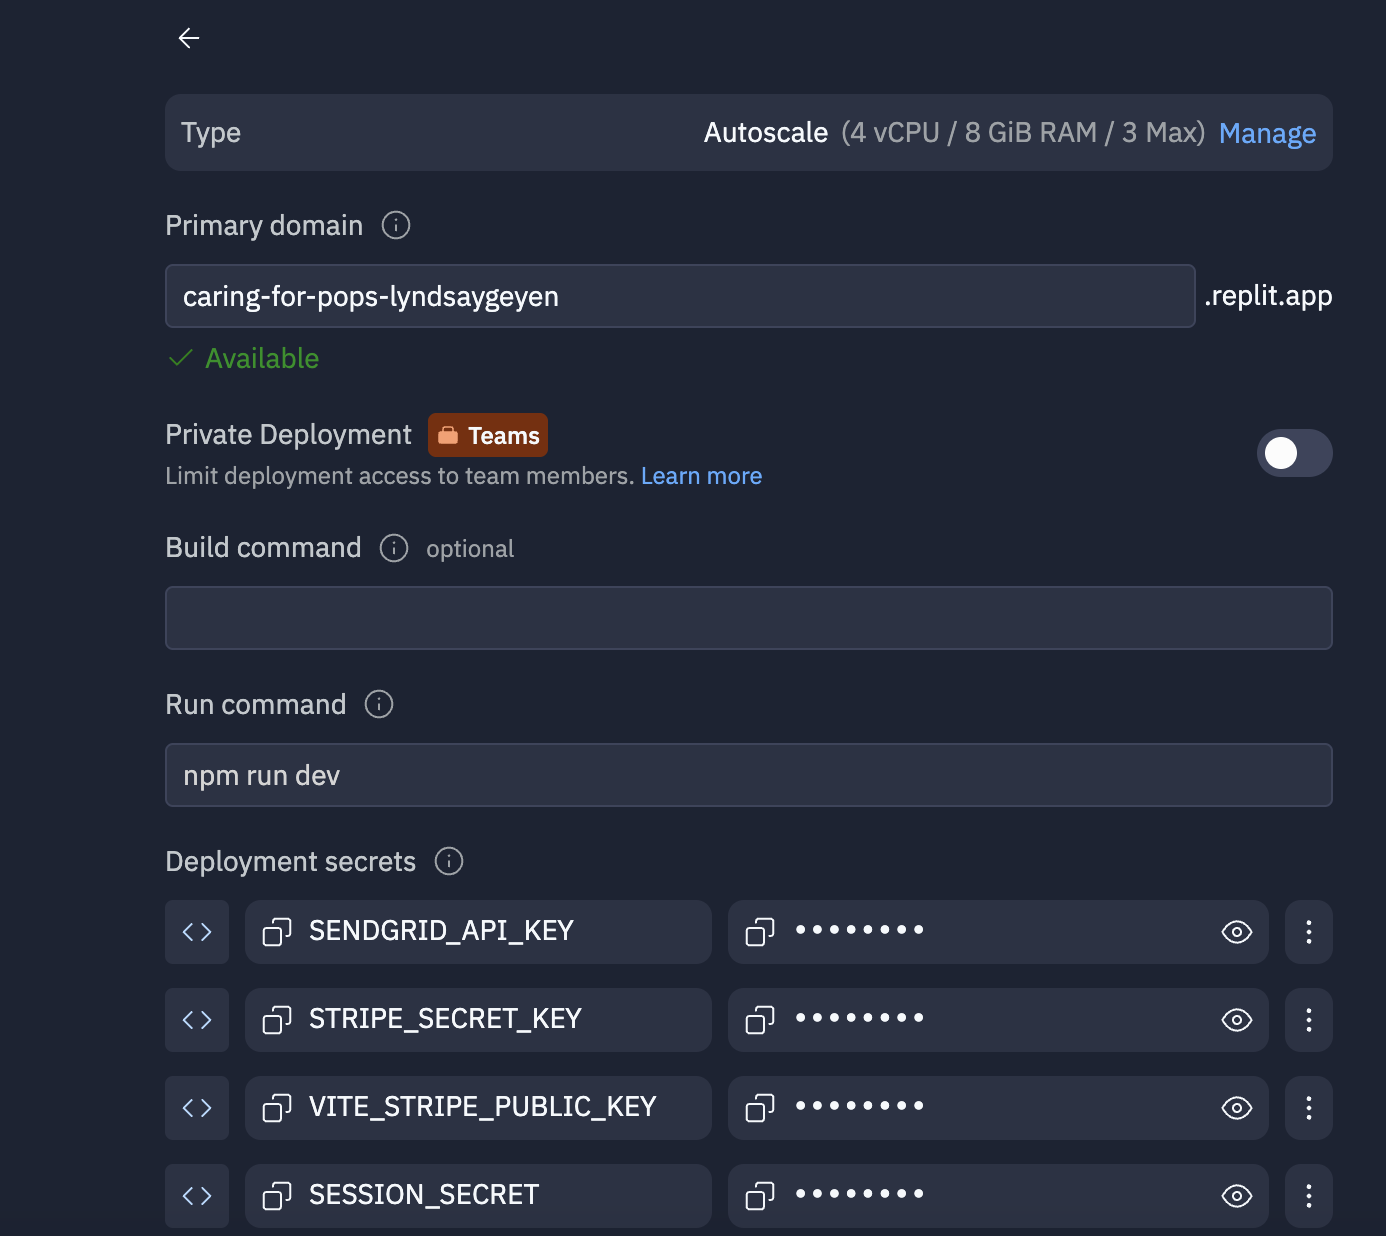 Type Autoscale (4 vCPU / 8 GiB RAM / 3 Max) Manage
Primary domain
caring-for-pops-lyndsaygeyen .replit.app
Available
Private Deployment Teams
Limit deployment access to team members. Learn more
Build command optional
Run command
npm run dev
Deployment secrets
SENDGRID_API_KEY ••••••••
STRIPE_SECRET_KEY ••••••••
VITE_STRIPE_PUBLIC_KEY ••••••••
SESSION_SECRET ••••••••